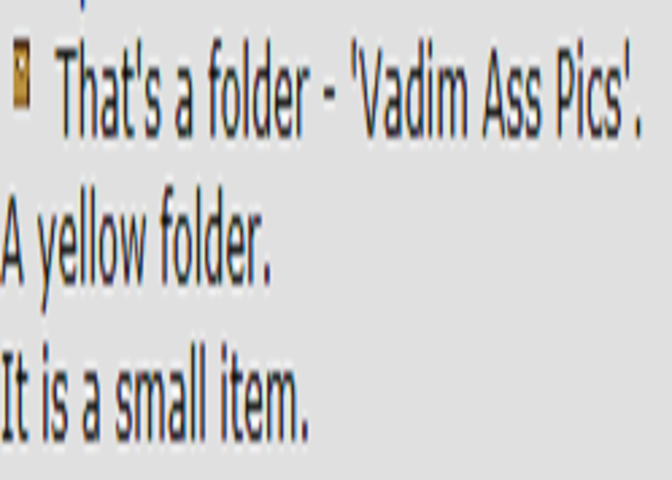 That's a folder - 'Vadim Ass Pics'.
A yellow folder.
It is a small item.